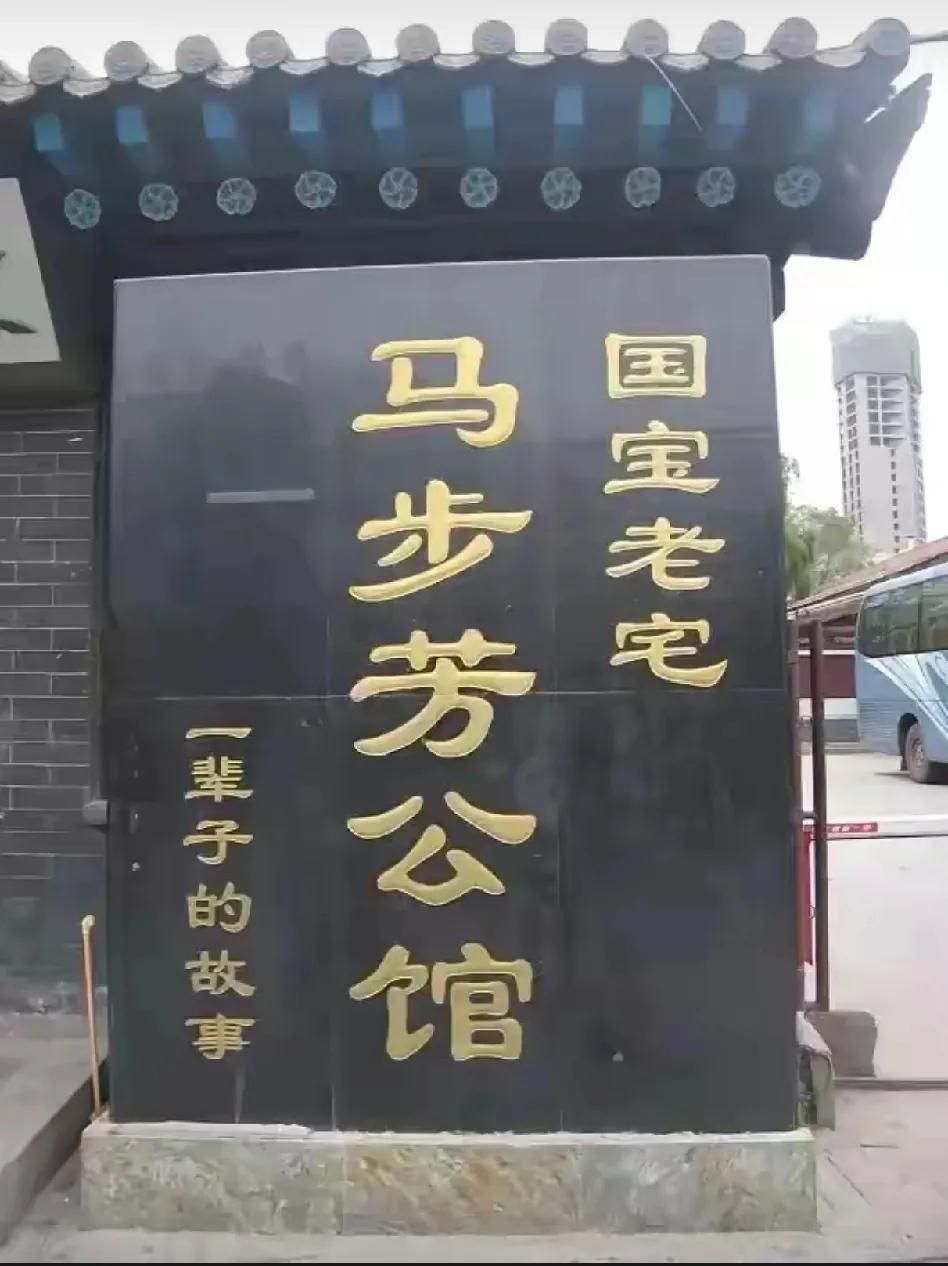 国宝老宅
马步芳公馆
一辈子的故事